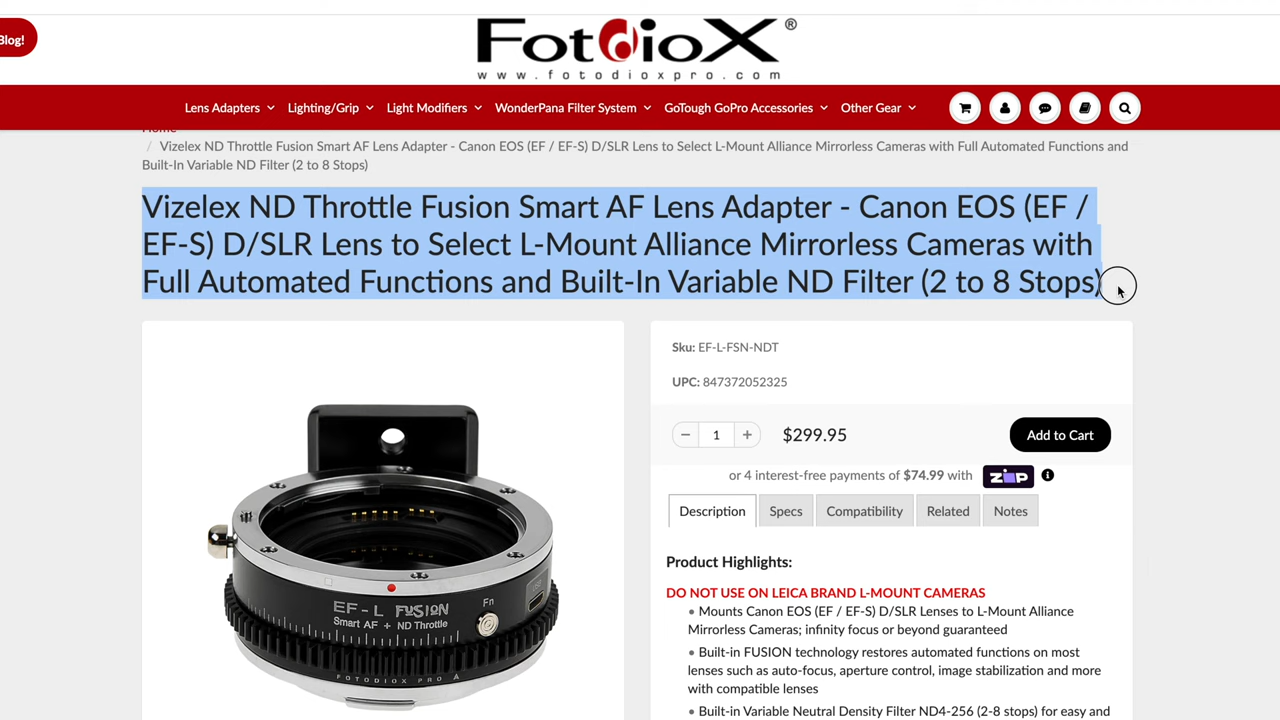 Blog!
FotodioX®
www.fotodioxpro.com
Lens Adapters Lighting/Grip Light Modifiers WonderPana Filter System GoTough GoPro Accessories Other Gear
Home
/ Vizelex ND Throttle Fusion Smart AF Lens Adapter - Canon EOS (EF / EF-S) D/SLR Lens to Select L-Mount Alliance Mirrorless Cameras with Full Automated Functions and
Built-In Variable ND Filter (2 to 8 Stops)
Vizelex ND Throttle Fusion Smart AF Lens Adapter - Canon EOS (EF /
EF-S) D/SLR Lens to Select L-Mount Alliance Mirrorless Cameras with
Full Automated Functions and Built-In Variable ND Filter (2 to 8 Stops)
Sku: EF-L-FSN-NDT
UPC: 847372052325
− 1 + $299.95 Add to Cart
or 4 interest-free payments of $74.99 with ZIP
Description Specs Compatibility Related Notes
Product Highlights:
DO NOT USE ON LEICA BRAND L-MOUNT CAMERAS
• Mounts Canon EOS (EF / EF-S) D/SLR Lenses to L-Mount Alliance
Mirrorless Cameras; infinity focus or beyond guaranteed
• Built-in FUSION technology restores automated functions on most
lenses such as auto-focus, aperture control, image stabilization and more
with compatible lenses
• Built-in Variable Neutral Density Filter ND4-256 (2-8 stops) for easy and
EF-L FUSION
Smart AF + ND Throttle
Fn
FOTODIOX PRO